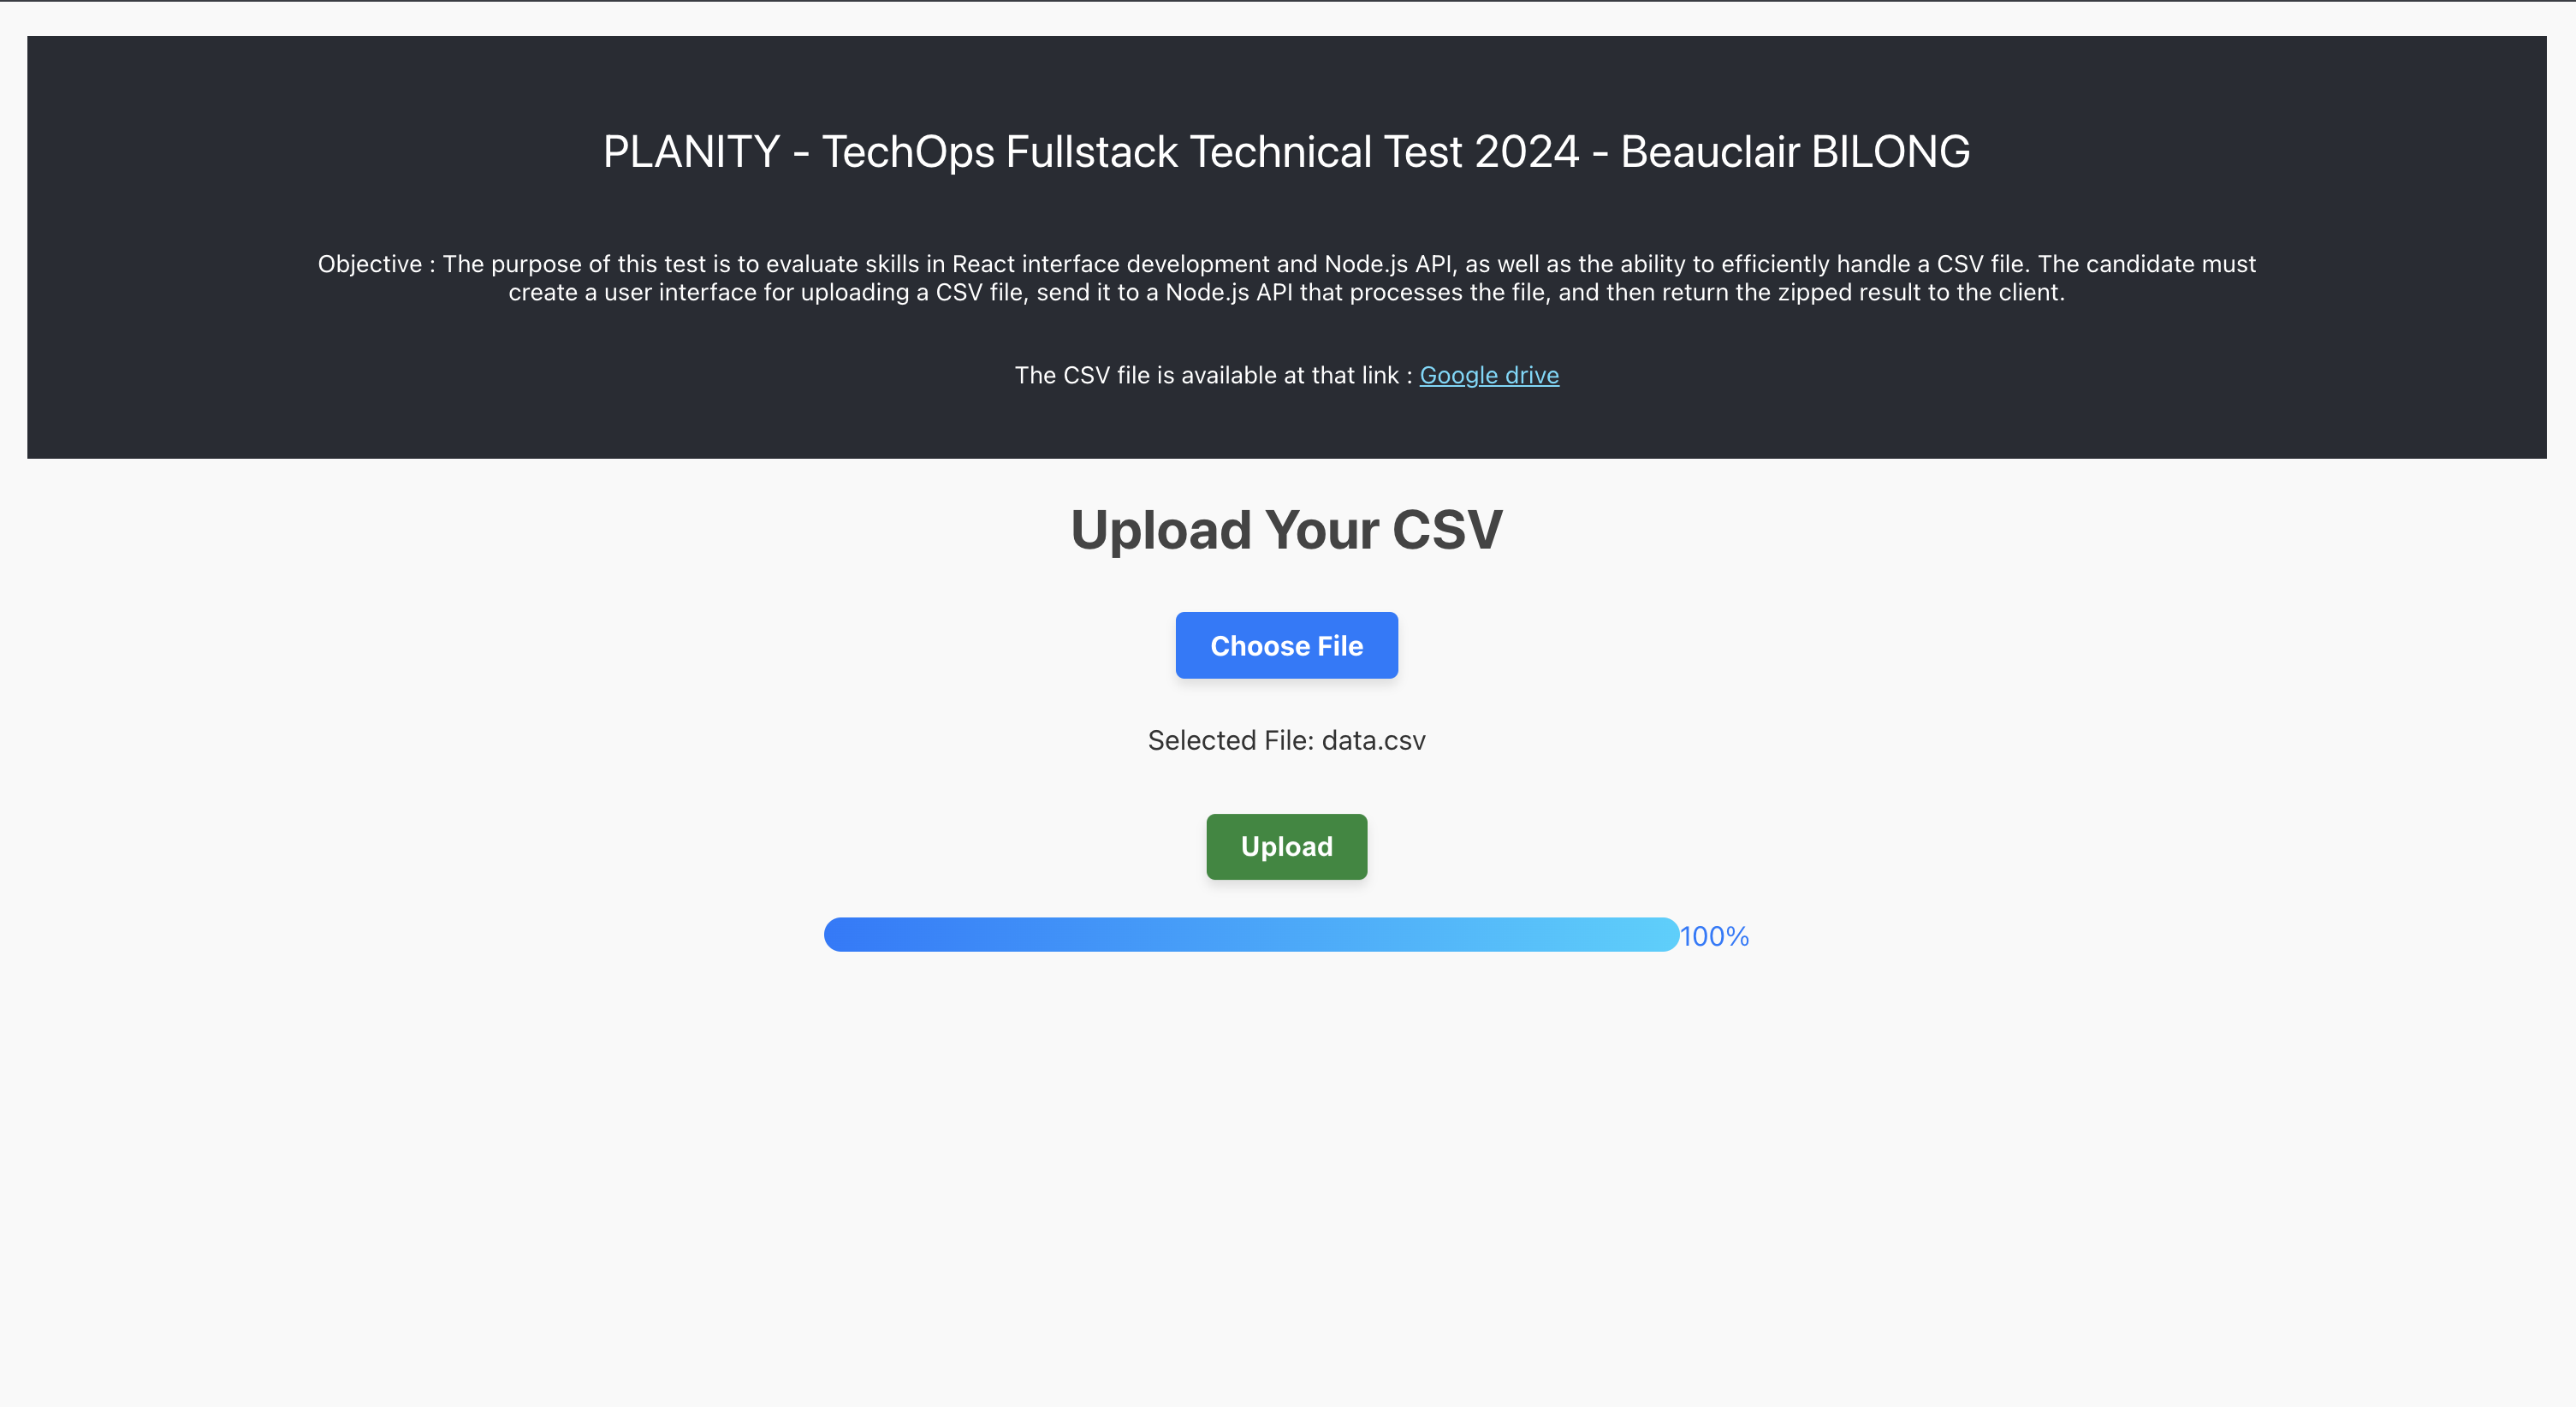 PLANITY - TechOps Fullstack Technical Test 2024 - Beauclair BILONG
Objective : The purpose of this test is to evaluate skills in React interface development and Node.js API, as well as the ability to efficiently handle a CSV file. The candidate must
create a user interface for uploading a CSV file, send it to a Node.js API that processes the file, and then return the zipped result to the client.
The CSV file is available at that link : Google drive
Upload Your CSV
Choose File
Selected File: data.csv
Upload
100%